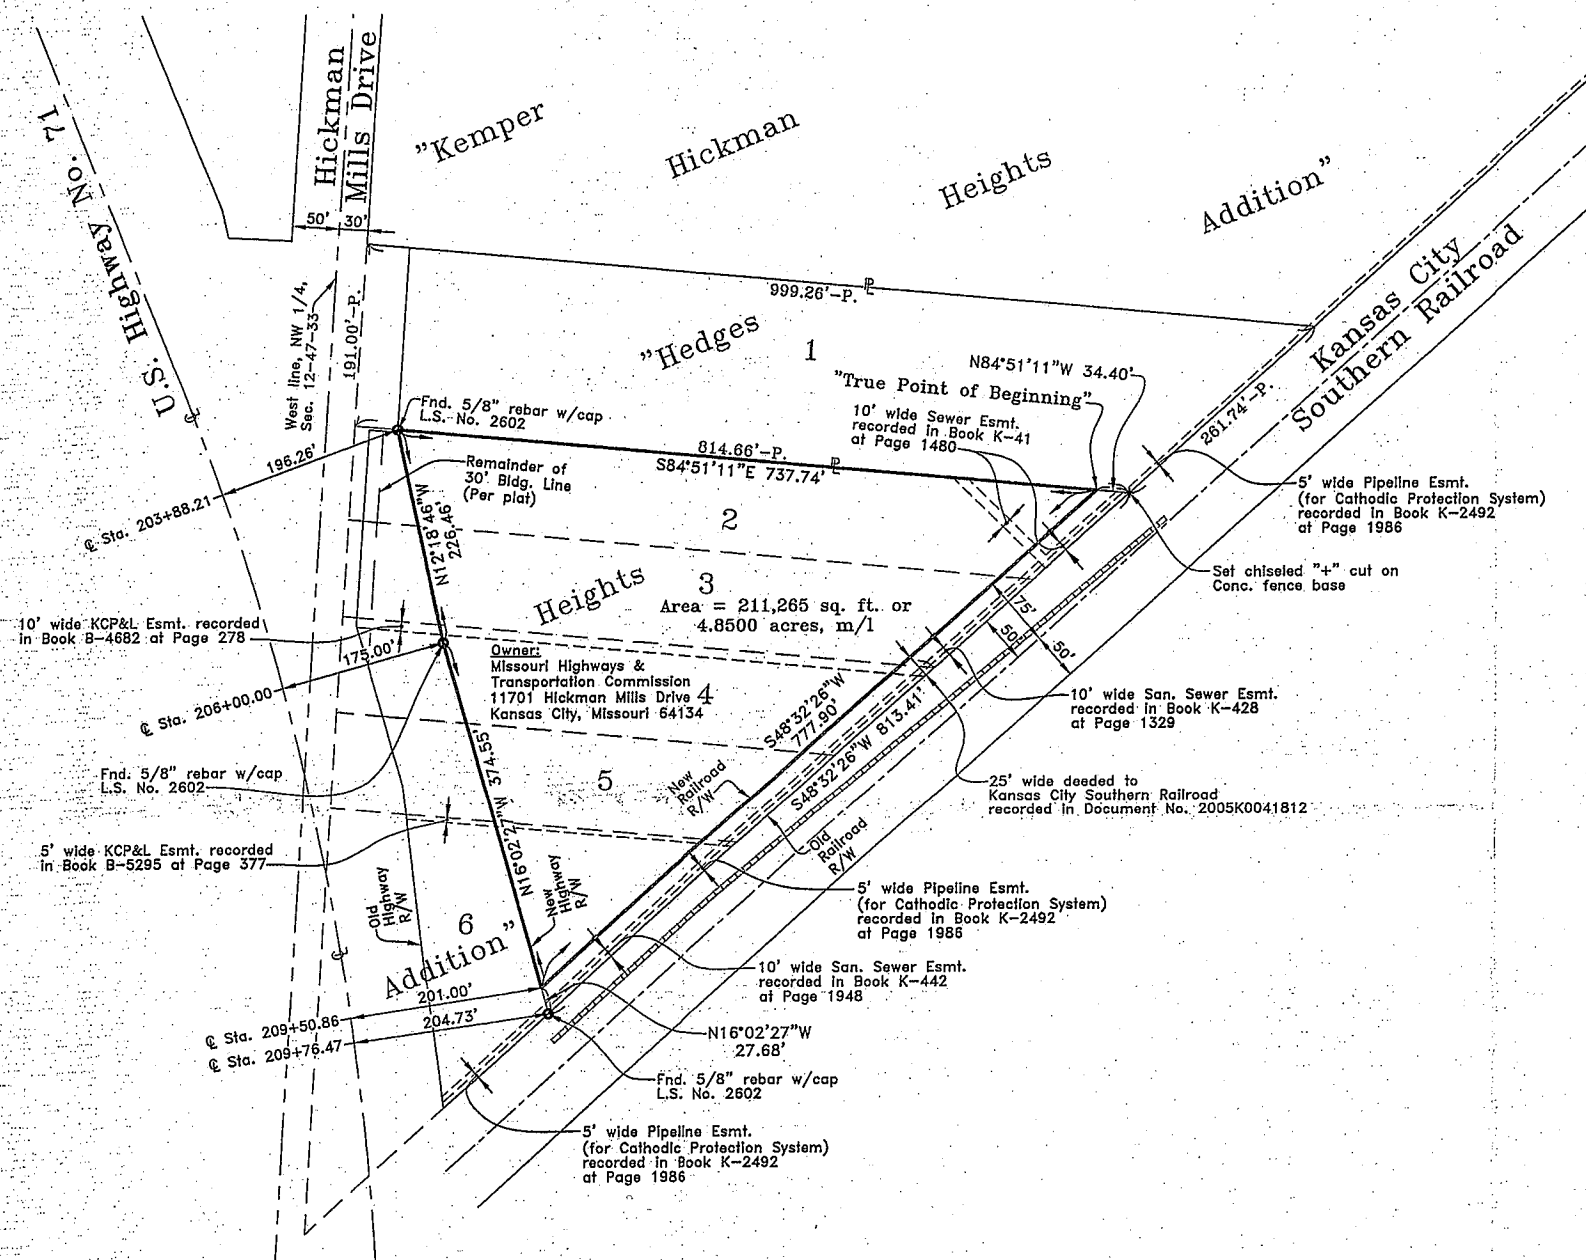 Hickman
Mills Drive
"Kemper
Hickman
Heights
Addition"
U.S. Highway No. 71
50'
30'
West line, NW 1/4,
Sec. 12-47-33
191.00'-P.
999.26'-P.
PL
"Hedges
1
N84°51'11"W 34.40'
"True Point of Beginning"
Kansas City
Southern Railroad
261.74'-P.
Fnd. 5/8" rebar w/cap
L.S. No. 2602
10' wide Sewer Esmt.
recorded in Book K-41
at Page 1480
814.66'-P.
PL
S84°51'11"E 737.74'
196.26'
℄ Sta. 203+88.21
Remainder of
30' Bldg. Line
(Per plat)
5' wide Pipeline Esmt.
(for Cathodic Protection System)
recorded in Book K-2492
at Page 1986
N12°18'46"W
226.46'
2
Set chiseled "+" cut on
Conc. fence base
Heights
3
Area = 211,265 sq. ft. or
4.8500 acres, m/l
75'
50'
50'
10' wide KCP&L Esmt. recorded
in Book B-4682 at Page 278
175.00'
℄ Sta. 206+00.00
Owner:
Missouri Highways &
Transportation Commission
11701 Hickman Mills Drive
Kansas City, Missouri 64134
4
S48°32'26"W
777.90'
S48°32'26"W 813.41'
10' wide San. Sewer Esmt.
recorded in Book K-428
at Page 1329
Fnd. 5/8" rebar w/cap
L.S. No. 2602
N16°02'27"W 374.55'
5
New
Railroad
R/W
25' wide deeded to
Kansas City Southern Railroad
recorded in Document No. 2005K0041812
5' wide KCP&L Esmt. recorded
in Book B-5295 at Page 377
Old
Railroad
R/W
Old
Highway
R/W
New
Highway
R/W
5' wide Pipeline Esmt.
(for Cathodic Protection System)
recorded in Book K-2492
at Page 1986
6
Addition"
℄
10' wide San. Sewer Esmt.
recorded in Book K-442
at Page 1948
201.00'
℄ Sta. 209+50.86
204.73'
℄ Sta. 209+76.47
N16°02'27"W
27.68'
Fnd. 5/8" rebar w/cap
L.S. No. 2602
5' wide Pipeline Esmt.
(for Cathodic Protection System)
recorded in Book K-2492
at Page 1986